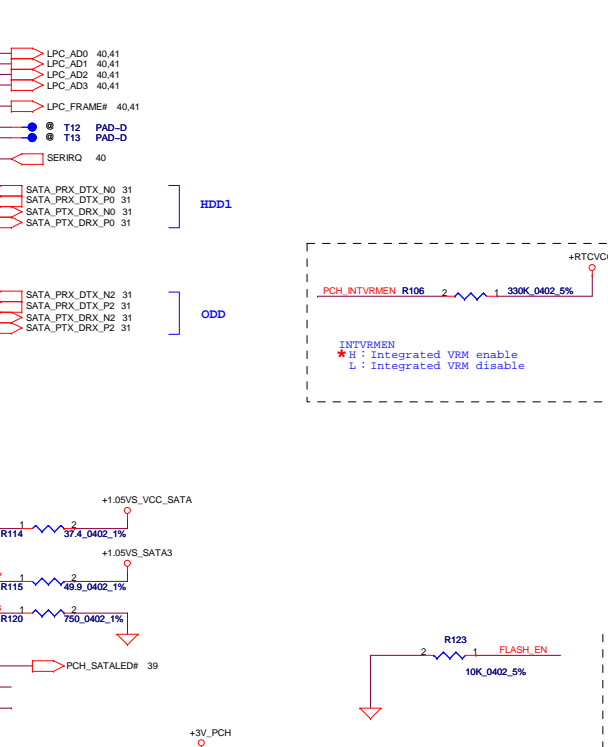 LPC_AD0 40,41
LPC_AD1 40,41
LPC_AD2 40,41
LPC_AD3 40,41
LPC_FRAME# 40,41
@ T12 PAD~D
@ T13 PAD~D
SERIRQ 40
SATA_PRX_DTX_N0 31
SATA_PRX_DTX_P0 31
SATA_PTX_DRX_N0 31
SATA_PTX_DRX_P0 31
HDD1
+RTCVCC
PCH_INTVRMEN R106 2 1 330K_0402_5%
SATA_PRX_DTX_N2 31
SATA_PRX_DTX_P2 31
SATA_PTX_DRX_N2 31
SATA_PTX_DRX_P2 31
ODD
INTVRMEN
*H:Integrated VRM enable
L:Integrated VRM disable
+1.05VS_VCC_SATA
R114 1 2 37.4_0402_1%
+1.05VS_SATA3
R115 1 2 49.9_0402_1%
R120 1 2 750_0402_1%
PCH_SATALED# 39
R123
2 1 FLASH_EN
10K_0402_5%
+3V_PCH